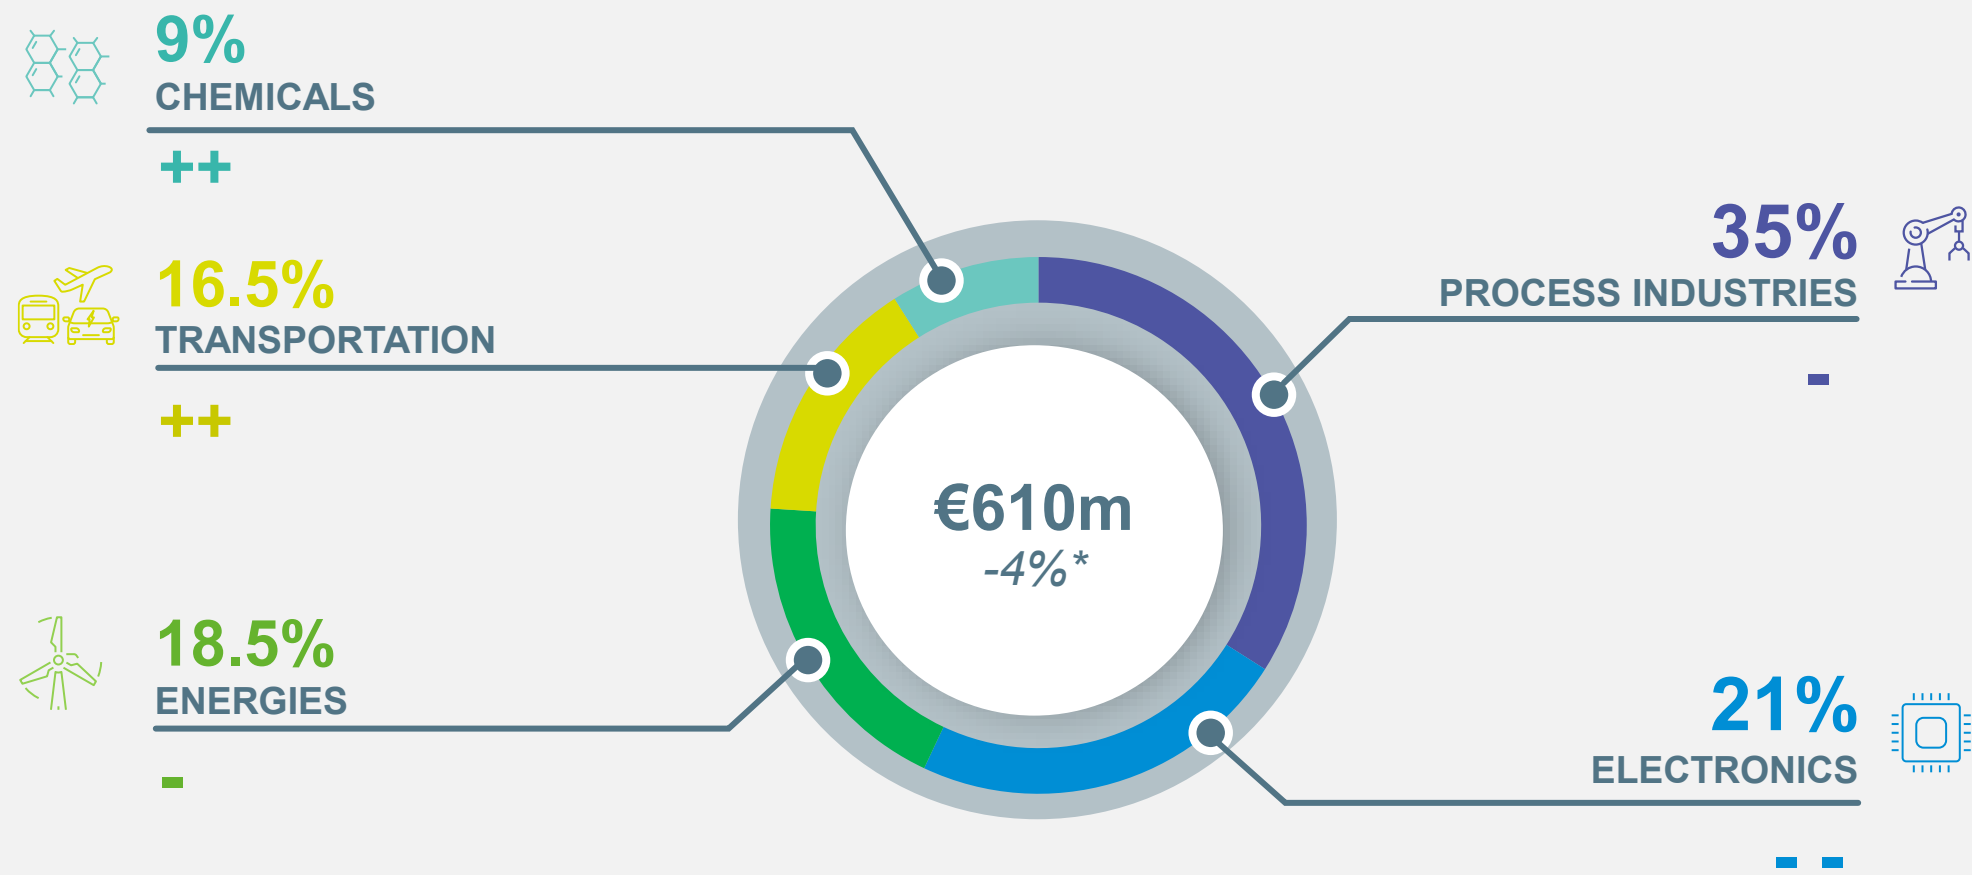 9%
CHEMICALS
++
16.5%
TRANSPORTATION
++
18.5%
ENERGIES
-
€610m
-4%*
35%
PROCESS INDUSTRIES
-
21%
ELECTRONICS
- -